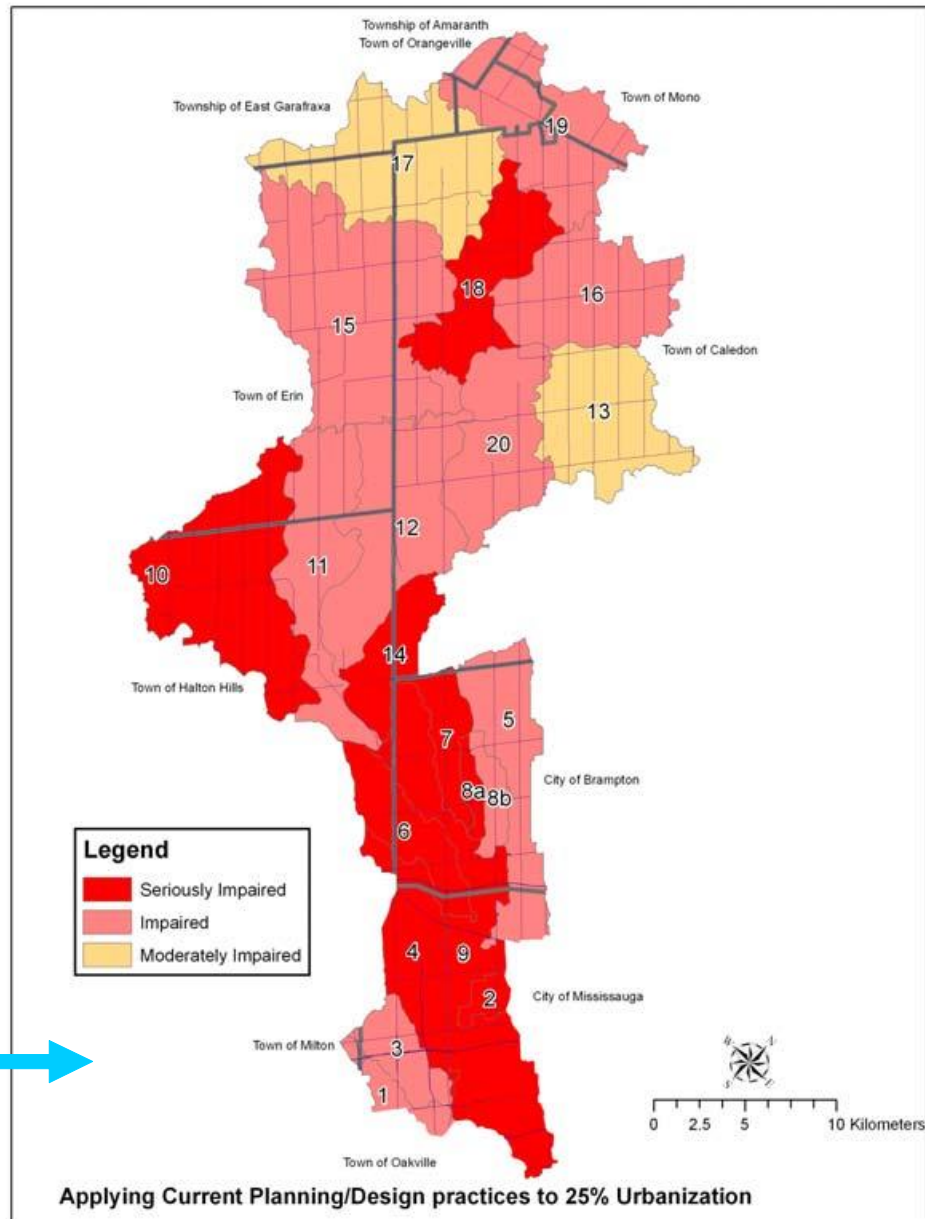 Township of Amaranth
Town of Orangeville
Township of East Garafraxa
Town of Mono
19
17
18
16
15
Town of Caledon
Town of Erin
13
20
12
11
10
14
Town of Halton Hills
5
7
City of Brampton
8a
8b
6
Legend
Seriously Impaired
Impaired
Moderately Impaired
4
9
2
City of Mississauga
Town of Milton
3
1
0 2.5 5 10 Kilometers
Town of Oakville
Applying Current Planning/Design practices to 25% Urbanization